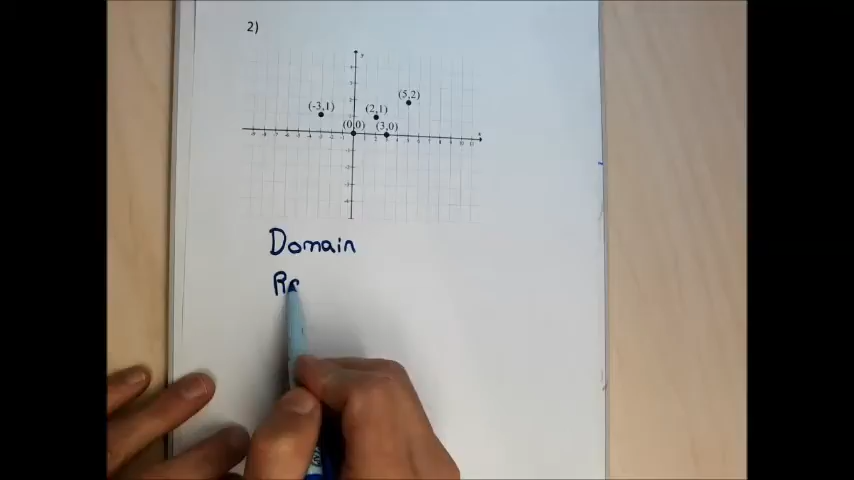 2)
y
(5,2)
(-3,1) (2,1)
(0,0) (3,0)
x
Domain
Ra